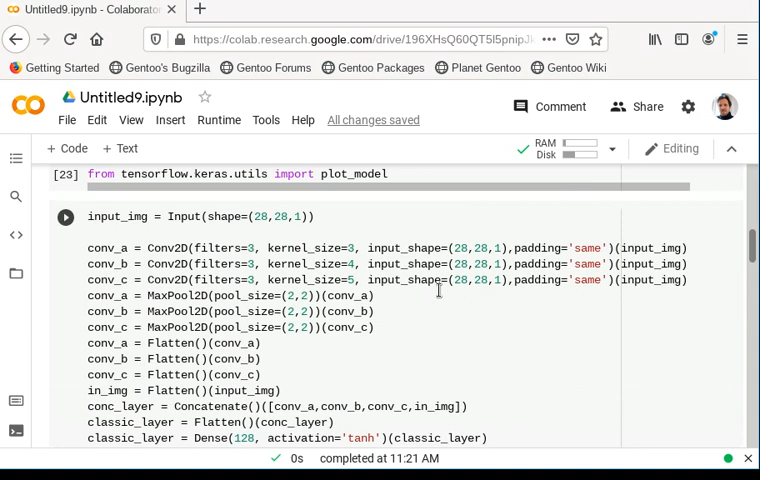 Untitled9.ipynb - Colaborator
https://colab.research.google.com/drive/196XHsQ60QT5l5pnipJ
Getting Started
Gentoo's Bugzilla
Gentoo Forums
Gentoo Packages
Planet Gentoo
Gentoo Wiki
Untitled9.ipynb
Comment
Share
File Edit View Insert Runtime Tools Help All changes saved
+ Code + Text
RAM
Disk
Editing
[23] from tensorflow.keras.utils import plot_model
input_img = Input(shape=(28,28,1))
conv_a = Conv2D(filters=3, kernel_size=3, input_shape=(28,28,1),padding='same')(input_img)
conv_b = Conv2D(filters=3, kernel_size=4, input_shape=(28,28,1),padding='same')(input_img)
conv_c = Conv2D(filters=3, kernel_size=5, input_shape=(28,28,1),padding='same')(input_img)
conv_a = MaxPool2D(pool_size=(2,2))(conv_a)
conv_b = MaxPool2D(pool_size=(2,2))(conv_b)
conv_c = MaxPool2D(pool_size=(2,2))(conv_c)
conv_a = Flatten()(conv_a)
conv_b = Flatten()(conv_b)
conv_c = Flatten()(conv_c)
in_img = Flatten()(input_img)
conc_layer = Concatenate()([conv_a,conv_b,conv_c,in_img])
classic_layer = Flatten()(conc_layer)
classic_layer = Dense(128, activation='tanh')(classic_layer)
0s completed at 11:21 AM